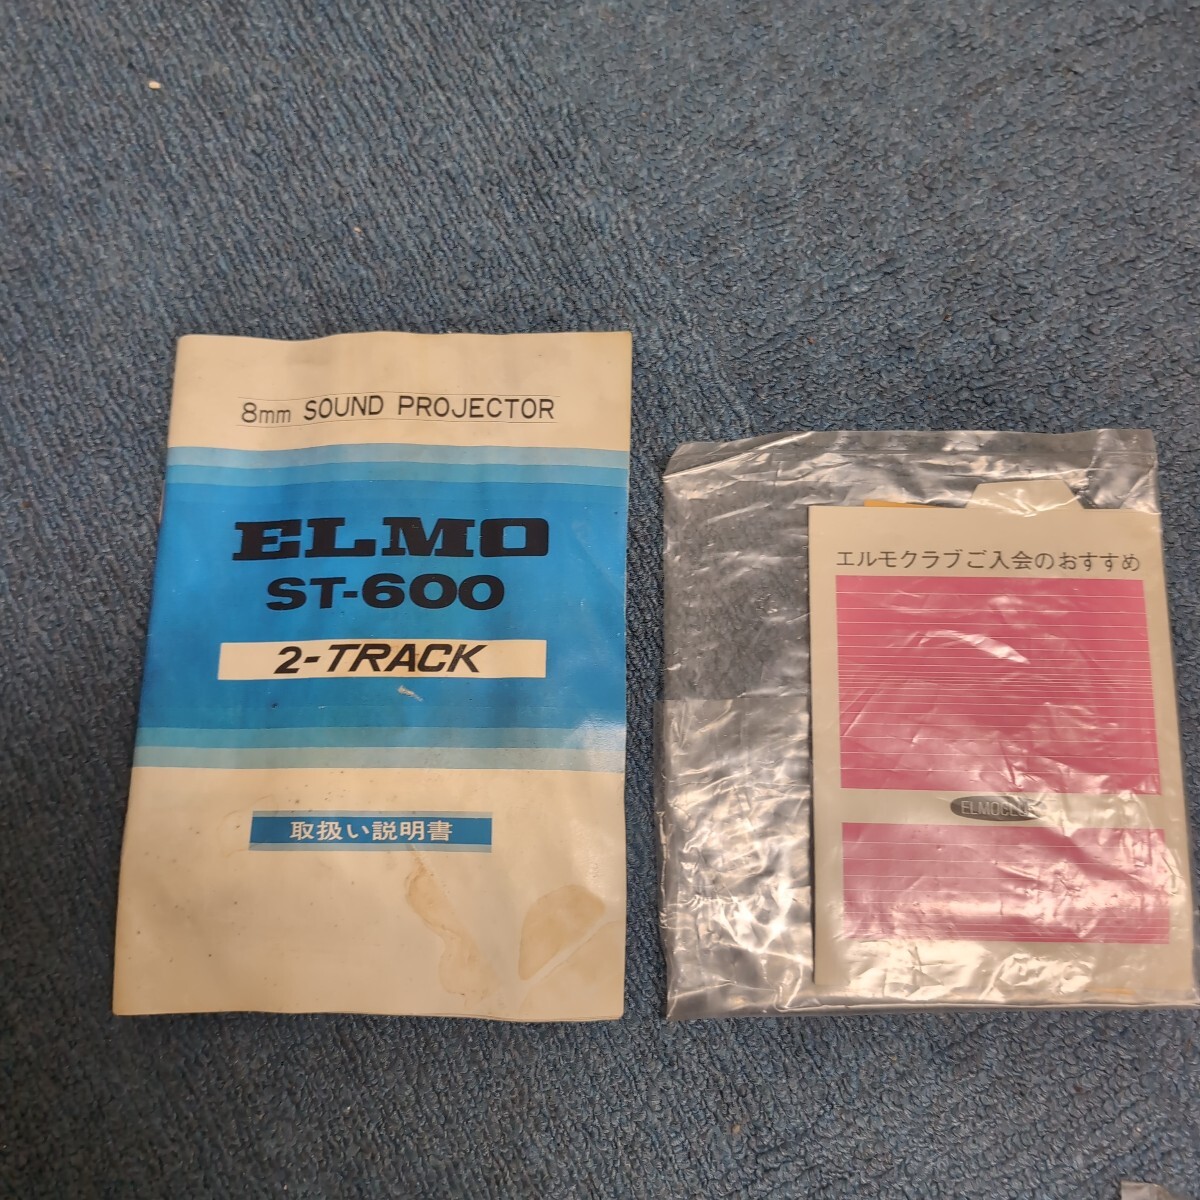 8mm SOUND PROJECTOR
ELMO
ST-600
2-TRACK
取扱い説明書
エルモクラブご入会のおすすめ
ELMOCLUB